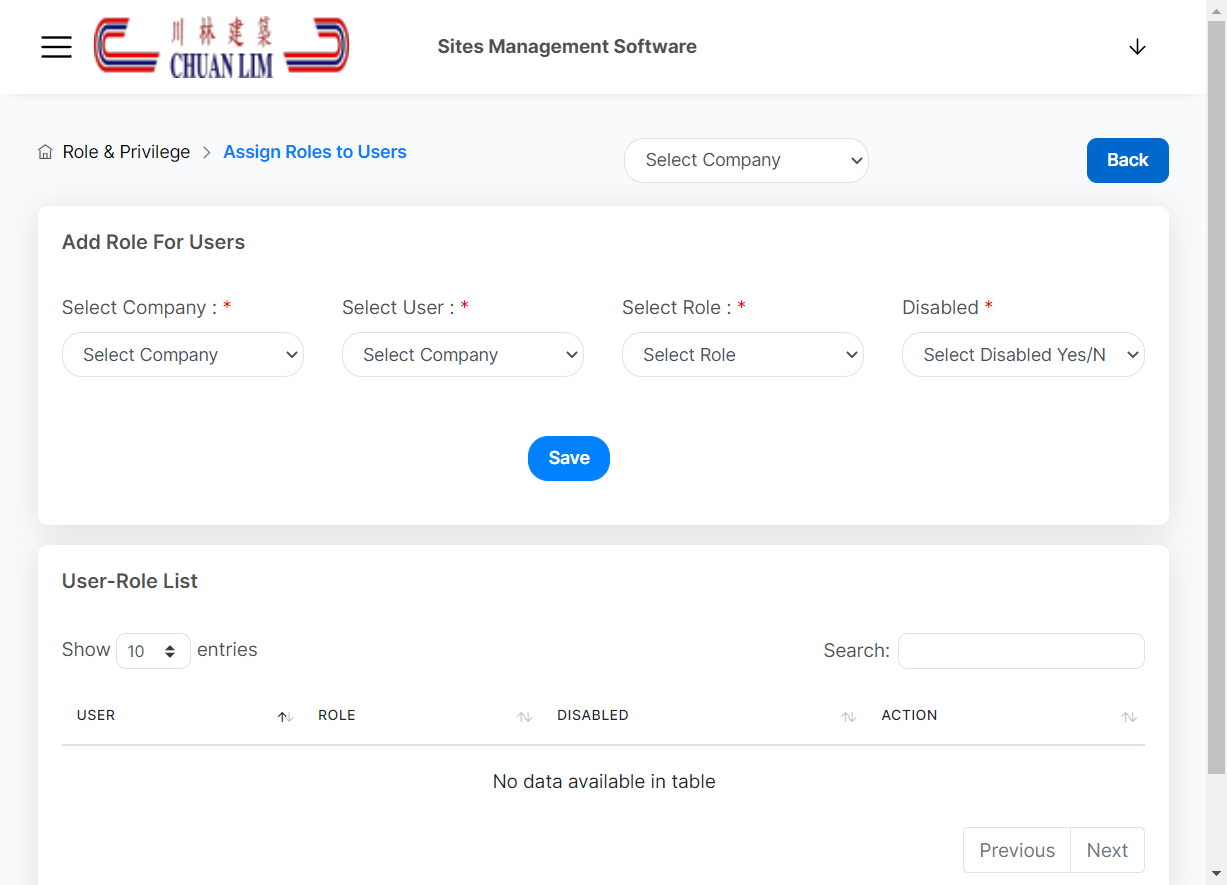 川林建築
CHUAN LIM
Sites Management Software
Role & Privilege > Assign Roles to Users
Select Company
Back
Add Role For Users
Select Company : * Select User : * Select Role : * Disabled *
Select Company Select Company Select Role Select Disabled Yes/N
Save
User-Role List
Show 10 entries Search:
USER ROLE DISABLED ACTION
No data available in table
Previous Next